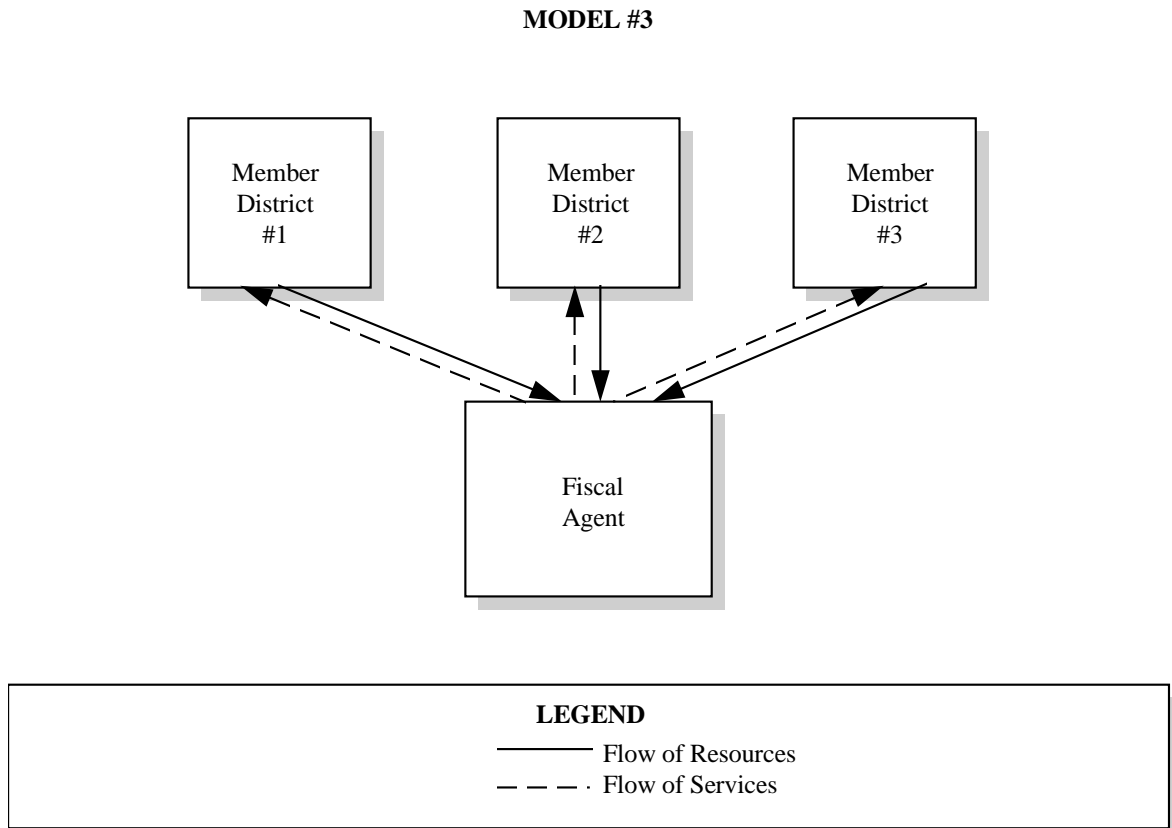 MODEL #3
Member
District
#1
Member
District
#2
Member
District
#3
Fiscal
Agent
LEGEND
Flow of Resources
Flow of Services